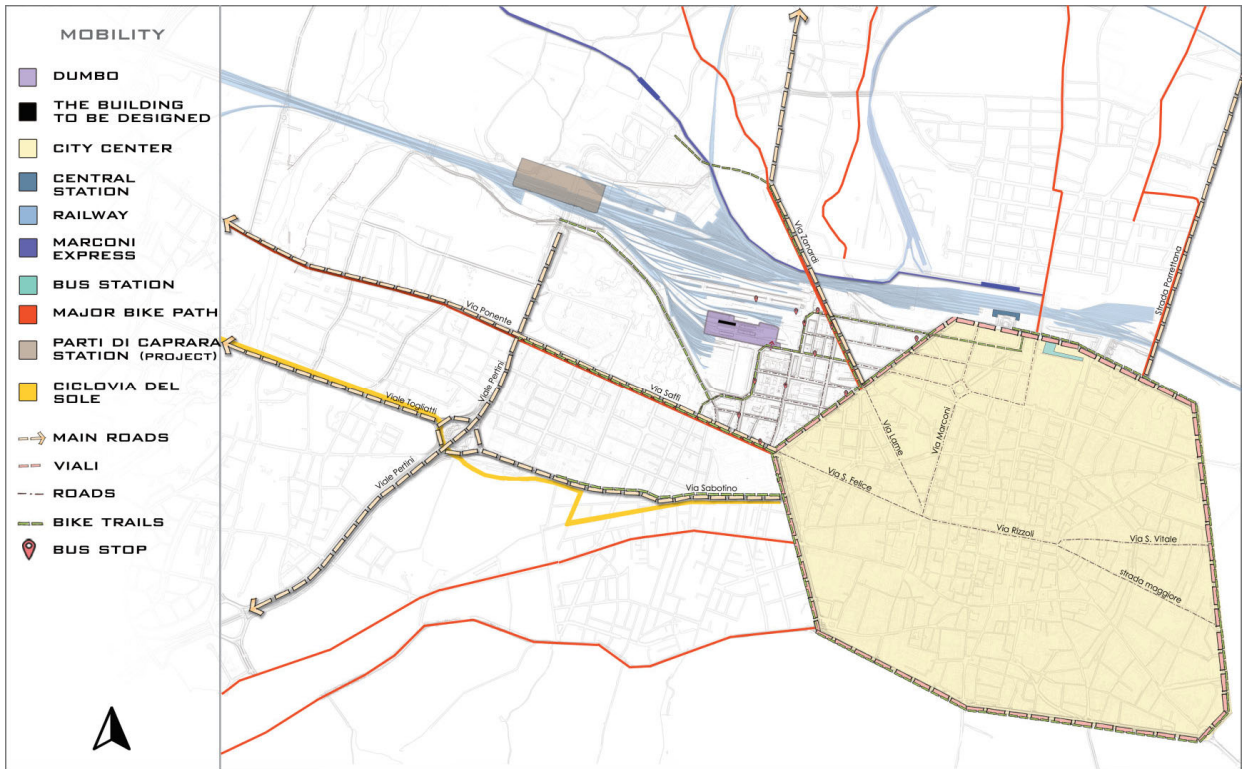 MOBILITY
DUMBO
THE BUILDING
TO BE DESIGNED
CITY CENTER
CENTRAL
STATION
RAILWAY
MARCONI
EXPRESS
BUS STATION
MAJOR BIKE PATH
PARTI DI CAPRARA
STATION (PROJECT)
CICLOVIA DEL
SOLE
MAIN ROADS
VIALI
ROADS
BIKE TRAILS
BUS STOP
Via Zanardi
Strada Porrettana
Via Ponente
Viale Pertini
Via Saffi
Viale Togliatti
Viale Pertini
Via Sabotino
Via Lame
Via Marconi
Via S. Felice
Via Rizzoli
Via S. Vitale
strada maggiore